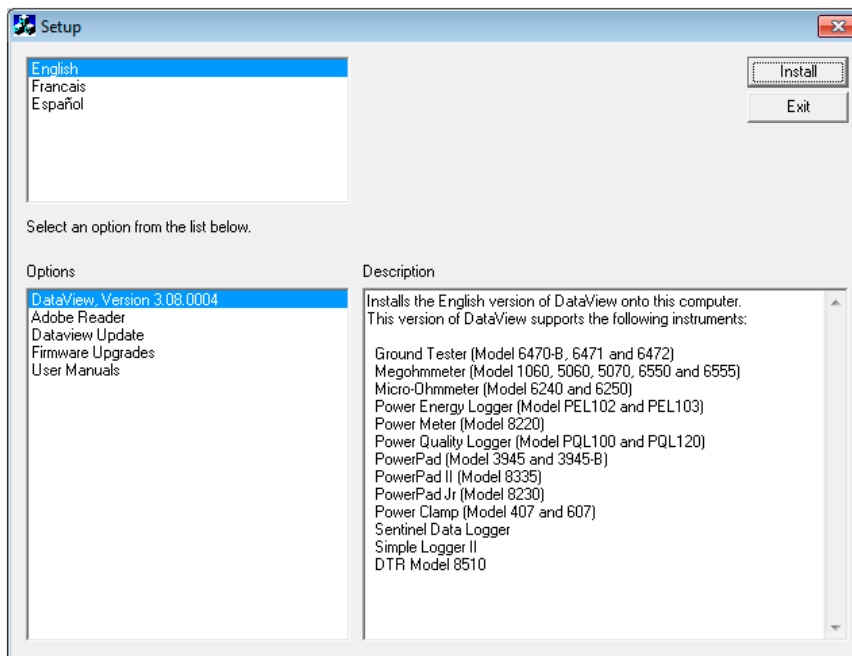 Setup
English
Francais
Español
Install
Exit
Select an option from the list below.
Options
DataView, Version 3.08.0004
Adobe Reader
Dataview Update
Firmware Upgrades
User Manuals
Description
Installs the English version of DataView onto this computer.
This version of DataView supports the following instruments:
Ground Tester (Model 6470-B, 6471 and 6472)
Megohmmeter (Model 1060, 5060, 5070, 6550 and 6555)
Micro-Ohmmeter (Model 6240 and 6250)
Power Energy Logger (Model PEL102 and PEL103)
Power Meter (Model 8220)
Power Quality Logger (Model PQL100 and PQL120)
PowerPad (Model 3945 and 3945-B)
PowerPad II (Model 8335)
PowerPad Jr (Model 8230)
Power Clamp (Model 407 and 607)
Sentinel Data Logger
Simple Logger II
DTR Model 8510